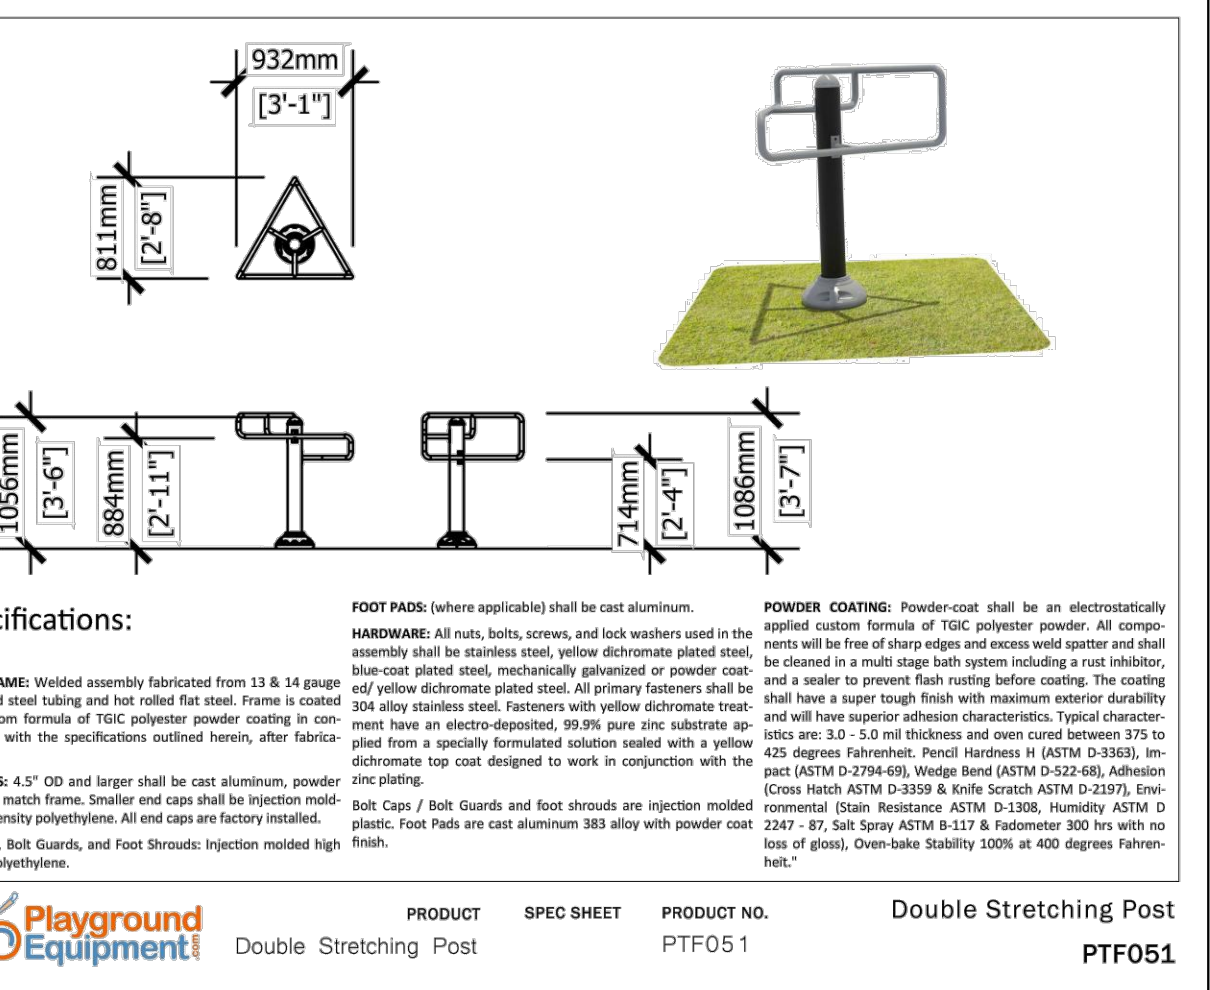 932mm
[3'-1"]
811mm
[2'-8"]
1056mm
[3'-6"]
884mm
[2'-11"]
714mm
[2'-4"]
1086mm
[3'-7"]
cifications:
AME: Welded assembly fabricated from 13 & 14 gauge
d steel tubing and hot rolled flat steel. Frame is coated
om formula of TGIC polyester powder coating in con-
with the specifications outlined herein, after fabrica-
S: 4.5" OD and larger shall be cast aluminum, powder
match frame. Smaller end caps shall be injection mold-
ensity polyethylene. All end caps are factory installed.
, Bolt Guards, and Foot Shrouds: Injection molded high
olyethylene.
FOOT PADS: (where applicable) shall be cast aluminum.
HARDWARE: All nuts, bolts, screws, and lock washers used in the
assembly shall be stainless steel, yellow dichromate plated steel,
blue-coat plated steel, mechanically galvanized or powder coat-
ed/ yellow dichromate plated steel. All primary fasteners shall be
304 alloy stainless steel. Fasteners with yellow dichromate treat-
ment have an electro-deposited, 99.9% pure zinc substrate ap-
plied from a specially formulated solution sealed with a yellow
dichromate top coat designed to work in conjunction with the
zinc plating.
Bolt Caps / Bolt Guards and foot shrouds are injection molded
plastic. Foot Pads are cast aluminum 383 alloy with powder coat
finish.
POWDER COATING: Powder-coat shall be an electrostatically
applied custom formula of TGIC polyester powder. All compo-
nents will be free of sharp edges and excess weld spatter and shall
be cleaned in a multi stage bath system including a rust inhibitor,
and a sealer to prevent flash rusting before coating. The coating
shall have a super tough finish with maximum exterior durability
and will have superior adhesion characteristics. Typical character-
istics are: 3.0 - 5.0 mil thickness and oven cured between 375 to
425 degrees Fahrenheit. Pencil Hardness H (ASTM D-3363), Im-
pact (ASTM D-2794-69), Wedge Bend (ASTM D-522-68), Adhesion
(Cross Hatch ASTM D-3359 & Knife Scratch ASTM D-2197), Envi-
ronmental (Stain Resistance ASTM D-1308, Humidity ASTM D
2247 - 87, Salt Spray ASTM B-117 & Fadometer 300 hrs with no
loss of gloss), Oven-bake Stability 100% at 400 degrees Fahren-
heit."
Playground
Equipment.com
PRODUCT
Double Stretching Post
SPEC SHEET
PRODUCT NO.
PTF051
Double Stretching Post
PTF051